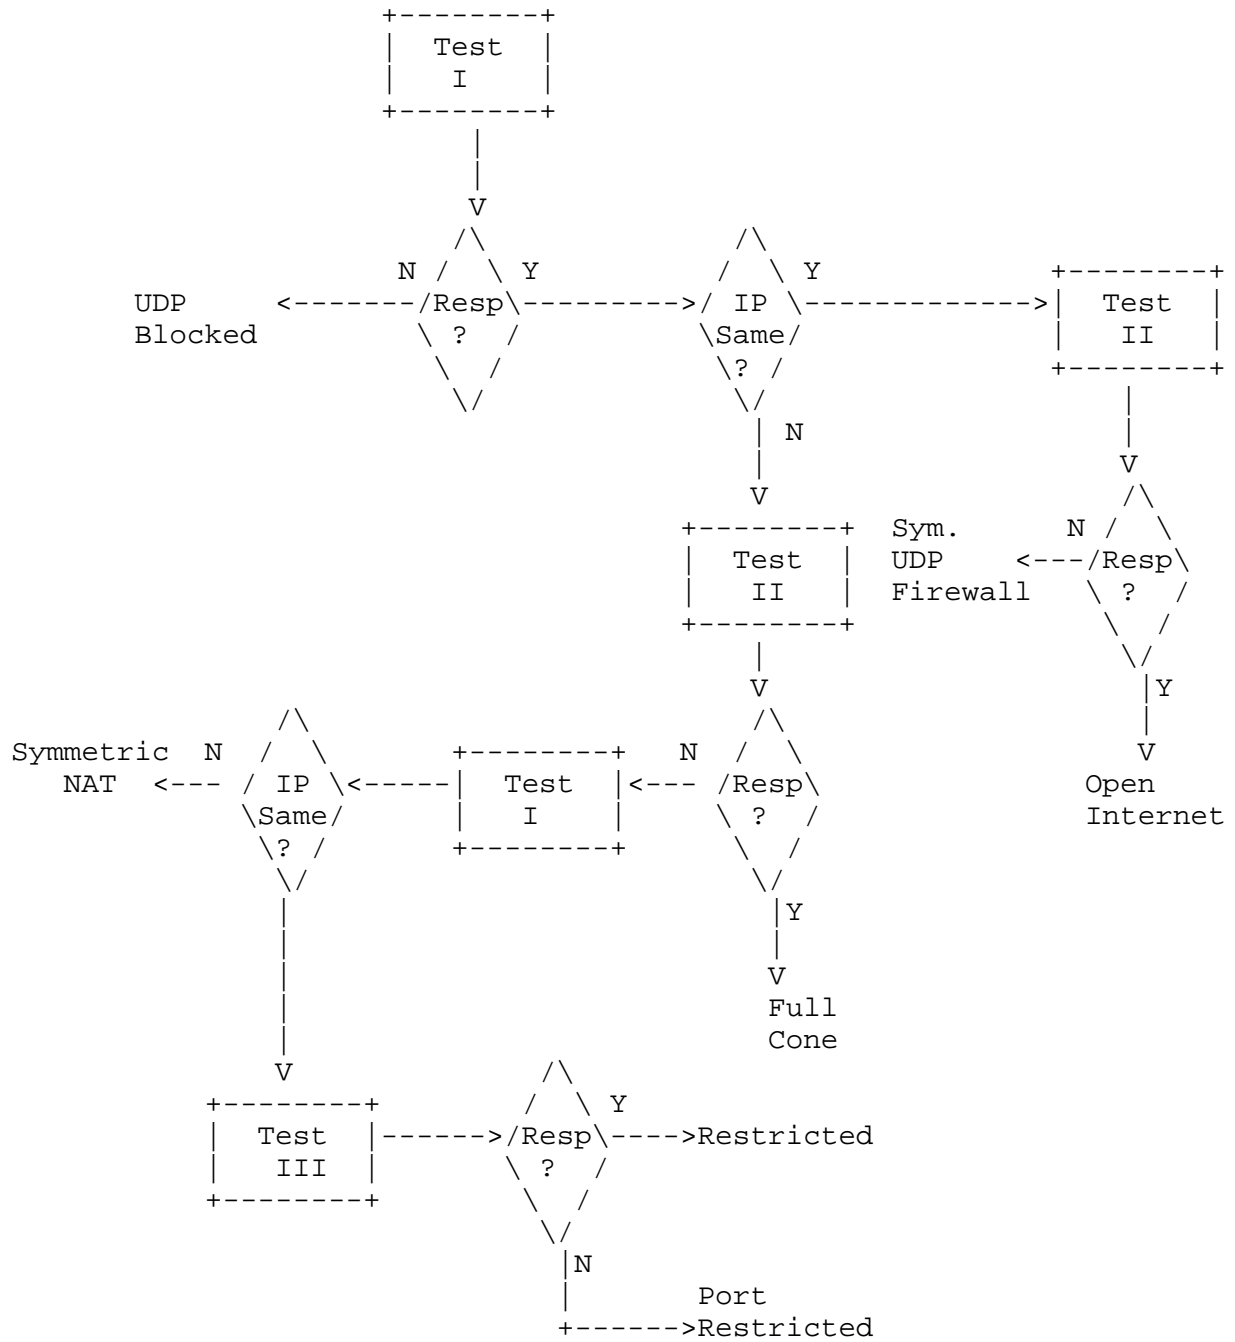 +--------+
|  Test  |
|   I    |
+--------+
|
|
V
/\ /\
N / \ Y / \ Y +--------+
UDP <-------/Resp\--------->/ IP \------------->|  Test  |
Blocked \ ? / \Same/ |   II   |
\ / \? / +--------+
\/ \/ |
| N |
| V
V /\
+--------+ Sym. N / \
|  Test  | UDP <---/Resp\
|   II   | Firewall \ ? /
+--------+ \ /
| \/
V |Y
/\ /\ |
Symmetric N / \ +--------+ N / \ V
NAT <--- / IP \<-----|  Test  |<--- /Resp\ Open
\Same/ |   I    | \ ? / Internet
\? / +--------+ \ /
\/ \/
| |Y
| |
| V
| Full
| Cone
V /\
+--------+ / \ Y
|  Test  |------>/Resp\---->Restricted
|  III   | \ ? /
+--------+ \ /
\/
|N
| Port
+------>Restricted